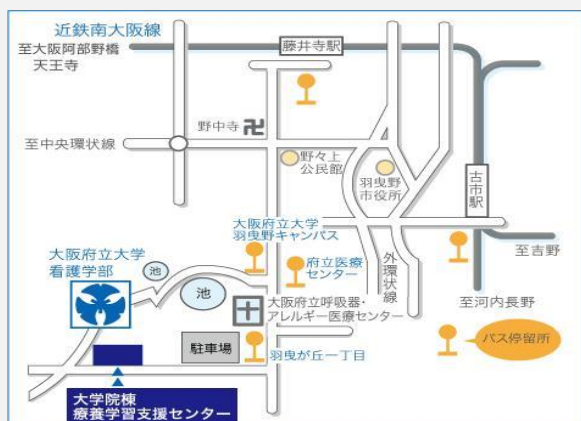 近鉄南大阪線
至大阪阿部野橋
天王寺
藤井寺駅
野中寺
至中央環状線
野々上
公民館
羽曳野
市役所
古市駅
大阪府立大学
羽曳野キャンパス
府立医療
センター
外環状線
至吉野
至河内長野
大阪府立大学
看護学部
池
池
大阪府立呼吸器・
アレルギー医療センター
駐車場
羽曳が丘一丁目
バス停留所
大学院棟
療養学習支援センター